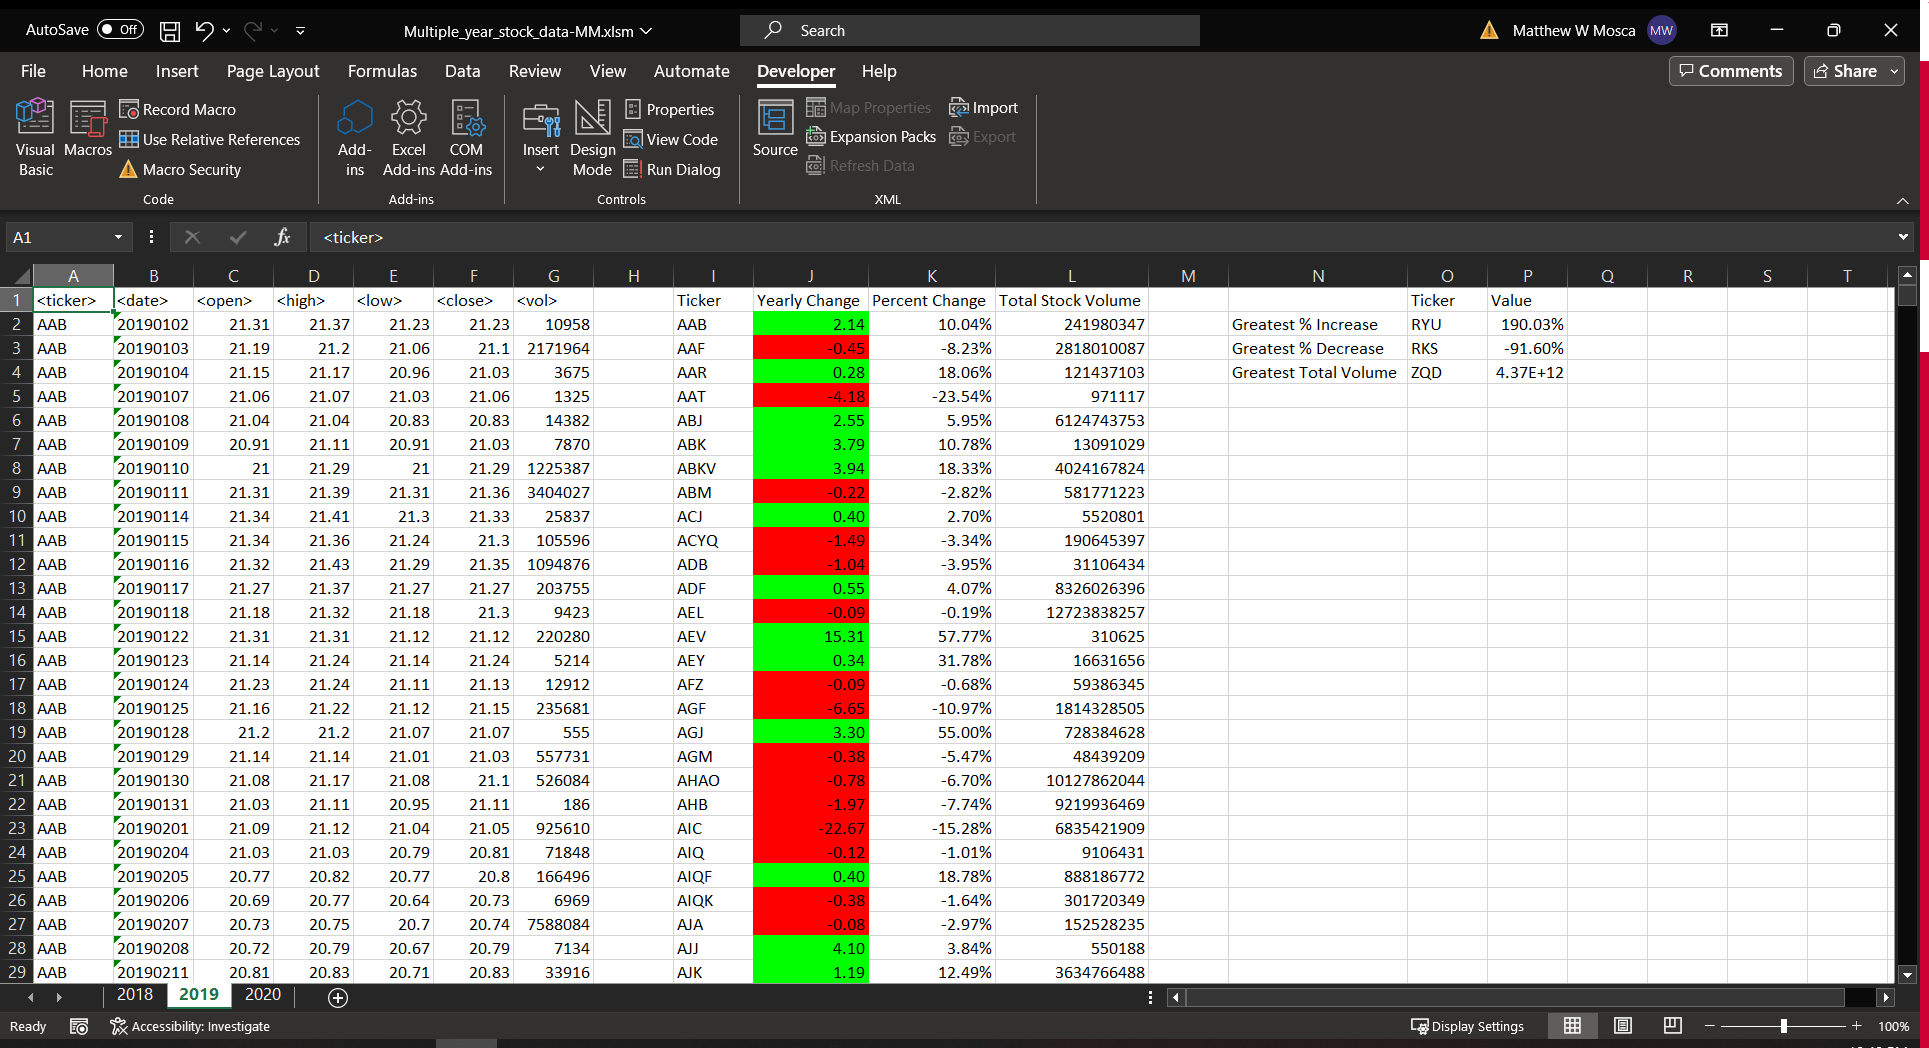 AutoSave Off Multiple_year_stock_data-MM.xlsm Search Matthew W Mosca MW
File Home Insert Page Layout Formulas Data Review View Automate Developer Help Comments Share
Visual Basic Macros Record Macro Use Relative References Macro Security Code
Add-ins Excel Add-ins COM Add-ins Add-ins
Insert Design Mode Properties View Code Run Dialog Controls
Source Map Properties Expansion Packs Refresh Data Import Export XML
A1 fx <ticker>
A B C D E F G H I J K L M N O P Q R S T
1 <ticker> <date> <open> <high> <low> <close> <vol> Ticker Yearly Change Percent Change Total Stock Volume Ticker Value
2 AAB 20190102 21.31 21.37 21.23 21.23 10958 AAB 2.14 10.04% 241980347 Greatest % Increase RYU 190.03%
3 AAB 20190103 21.19 21.2 21.06 21.1 2171964 AAF -0.45 -8.23% 2818010087 Greatest % Decrease RKS -91.60%
4 AAB 20190104 21.15 21.17 20.96 21.03 3675 AAR 0.28 18.06% 121437103 Greatest Total Volume ZQD 4.37E+12
5 AAB 20190107 21.06 21.07 21.03 21.06 1325 AAT -4.18 -23.54% 971117
6 AAB 20190108 21.04 21.04 20.83 20.83 14382 ABJ 2.55 5.95% 6124743753
7 AAB 20190109 20.91 21.11 20.91 21.03 7870 ABK 3.79 10.78% 13091029
8 AAB 20190110 21 21.29 21 21.29 1225387 ABKV 3.94 18.33% 4024167824
9 AAB 20190111 21.31 21.39 21.31 21.36 3404027 ABM -0.22 -2.82% 581771223
10 AAB 20190114 21.34 21.41 21.3 21.33 25837 ACJ 0.40 2.70% 5520801
11 AAB 20190115 21.34 21.36 21.24 21.3 105596 ACYQ -1.49 -3.34% 190645397
12 AAB 20190116 21.32 21.43 21.29 21.35 1094876 ADB -1.04 -3.95% 31106434
13 AAB 20190117 21.27 21.37 21.27 21.27 203755 ADF 0.55 4.07% 8326026396
14 AAB 20190118 21.18 21.32 21.18 21.3 9423 AEL -0.09 -0.19% 12723838257
15 AAB 20190122 21.31 21.31 21.12 21.12 220280 AEV 15.31 57.77% 310625
16 AAB 20190123 21.14 21.24 21.14 21.24 5214 AEY 0.34 31.78% 16631656
17 AAB 20190124 21.23 21.24 21.11 21.13 12912 AFZ -0.09 -0.68% 59386345
18 AAB 20190125 21.16 21.22 21.12 21.15 235681 AGF -6.65 -10.97% 1814328505
19 AAB 20190128 21.2 21.2 21.07 21.07 555 AGJ 3.30 55.00% 728384628
20 AAB 20190129 21.14 21.14 21.01 21.03 557731 AGM -0.38 -5.47% 48439209
21 AAB 20190130 21.08 21.17 21.08 21.1 526084 AHAO -0.78 -6.70% 10127862044
22 AAB 20190131 21.03 21.11 20.95 21.11 186 AHB -1.97 -7.74% 9219936469
23 AAB 20190201 21.09 21.12 21.04 21.05 925610 AIC -22.67 -15.28% 6835421909
24 AAB 20190204 21.03 21.03 20.79 20.81 71848 AIQ -0.12 -1.01% 9106431
25 AAB 20190205 20.77 20.82 20.77 20.8 166496 AIQF 0.40 18.78% 888186772
26 AAB 20190206 20.69 20.77 20.64 20.73 6969 AIQK -0.38 -1.64% 301720349
27 AAB 20190207 20.73 20.75 20.7 20.74 7588084 AJA -0.08 -2.97% 152528235
28 AAB 20190208 20.72 20.79 20.67 20.79 7134 AJJ 4.10 3.84% 550188
29 AAB 20190211 20.81 20.83 20.71 20.83 33916 AJK 1.19 12.49% 3634766488
2018 2019 2020
Ready Accessibility: Investigate Display Settings 100%